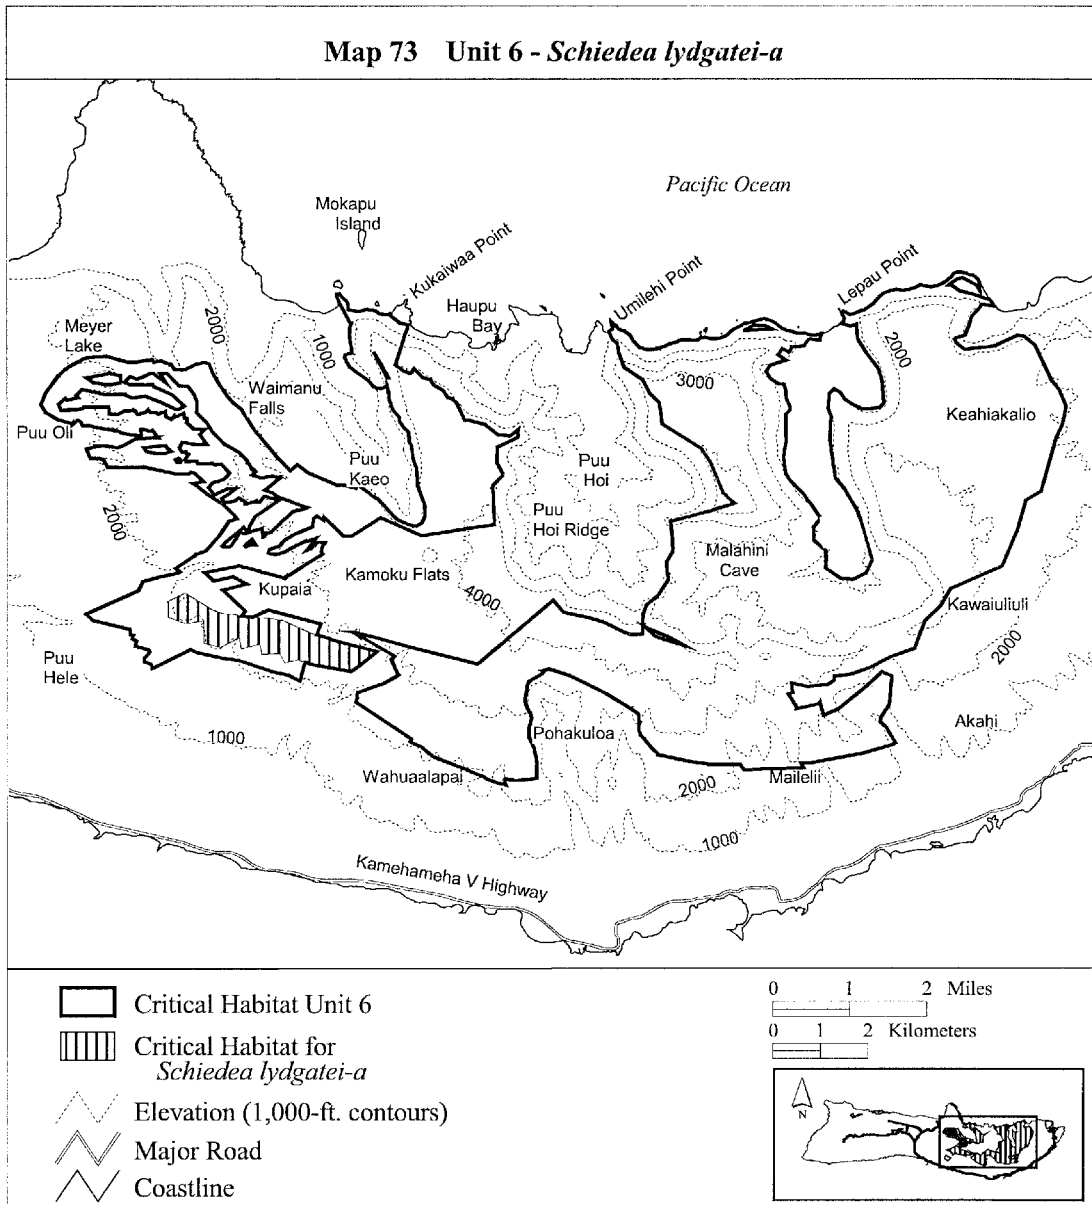 Map 73 Unit 6 - Schiedea lydgatei-a
Pacific Ocean
Mokapu
Island
Kukaiwaa Point
Haupu
Bay
Umilehi Point
Lepau Point
Meyer
Lake
2000
1000
2000
3000
Waimanu
Falls
Keahiakalio
Puu Oli
Puu
Kaeo
Puu
Hoi
Puu
Hoi Ridge
2000
Malahini
Cave
Kupaia
Kamoku Flats
4000
Kawaiuliuli
2000
Puu
Hele
1000
Pohakuloa
Akahi
Wahuaalapai
Mailelii
2000
1000
Kamehameha V Highway
Critical Habitat Unit 6
Critical Habitat for
Schiedea lydgatei-a
Elevation (1,000-ft. contours)
Major Road
Coastline
0 1 2 Miles
0 1 2 Kilometers
N